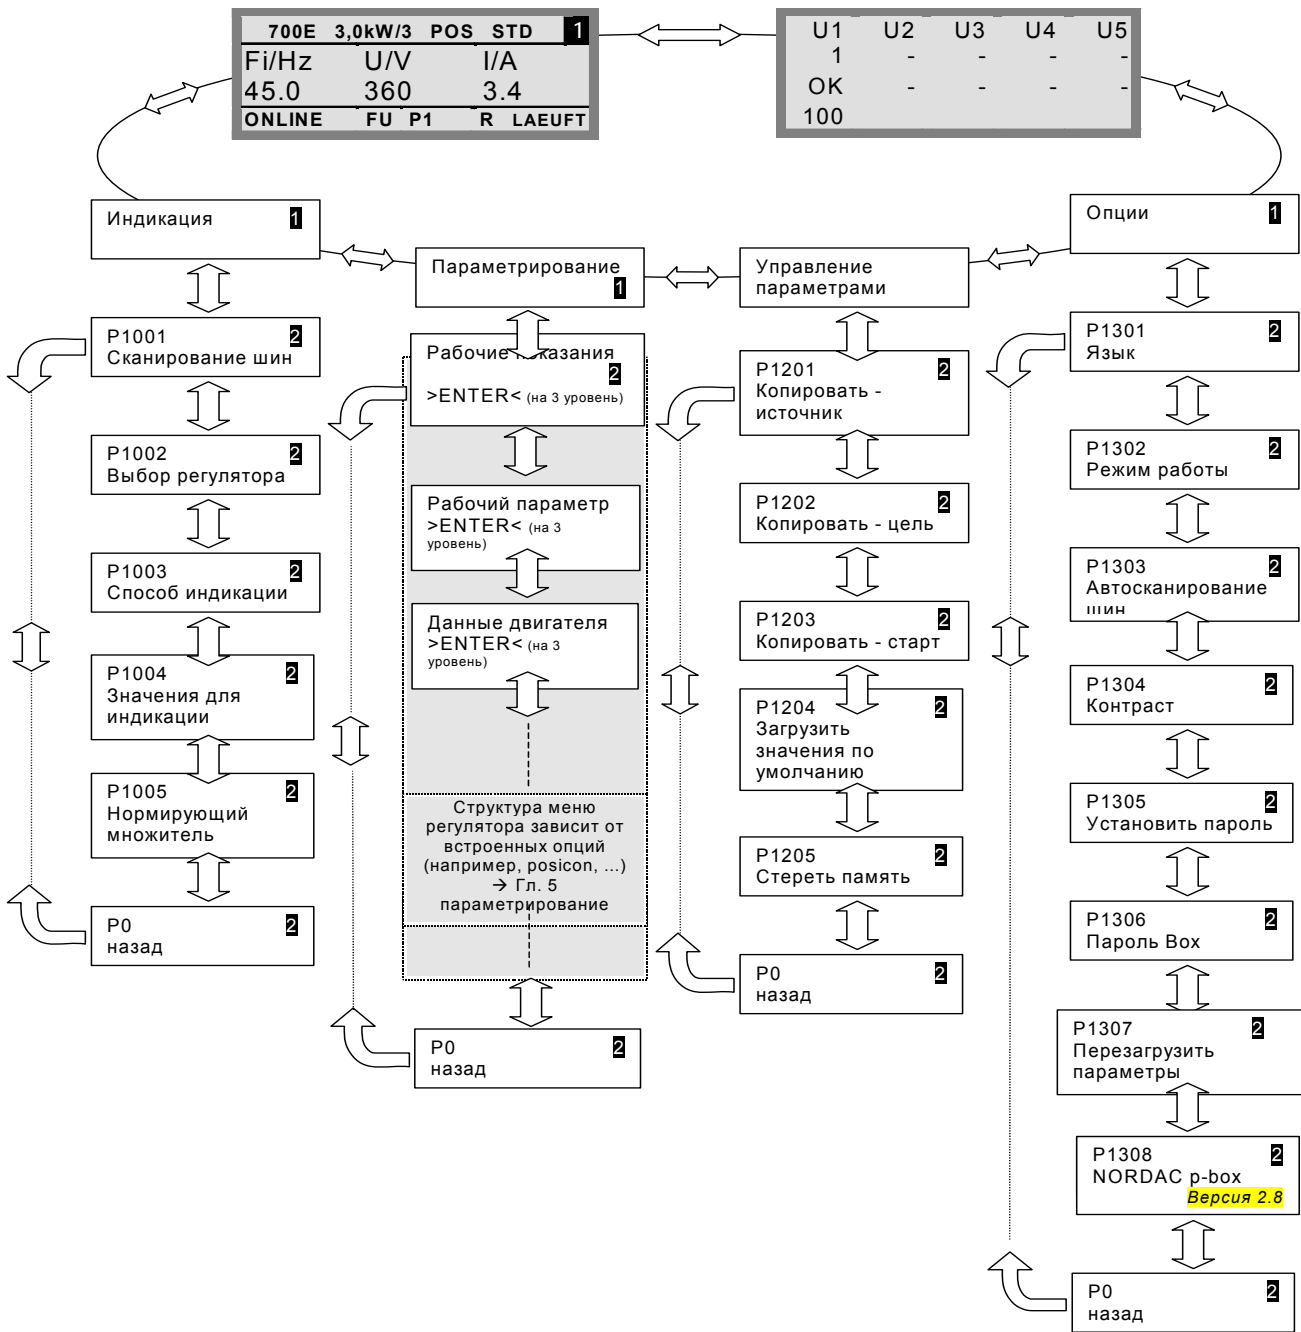 700E 3,0kW/3 POS STD 1
Fi/Hz U/V I/A
45.0 360 3.4
ONLINE FU P1 R LAEUFT
U1 U2 U3 U4 U5
1 - - - -
OK - - - -
100
Индикация 1
P1001 2
Сканирование шин
P1002 2
Выбор регулятора
P1003 2
Способ индикации
P1004 2
Значения для
индикации
P1005 2
Нормирующий
множитель
P0 2
назад
Параметрирование
1
Рабочие показания
2
>ENTER< (на 3 уровень)
Рабочий параметр
>ENTER< (на 3
уровень)
Данные двигателя
>ENTER< (на 3
уровень)
Структура меню
регулятора зависит от
встроенных опций
(например, posicon, ...)
→ Гл. 5
параметрирование
P0 2
назад
Управление
параметрами
P1201 2
Копировать -
источник
P1202 2
Копировать - цель
P1203 2
Копировать - старт
P1204 2
Загрузить
значения по
умолчанию
P1205 2
Стереть память
P0 2
назад
Опции 1
P1301 2
Язык
P1302 2
Режим работы
P1303 2
Автосканирование
шин
P1304 2
Контраст
P1305 2
Установить пароль
P1306 2
Пароль Box
P1307 2
Перезагрузить
параметры
P1308 2
NORDAC p-box
Версия 2.8
P0 2
назад